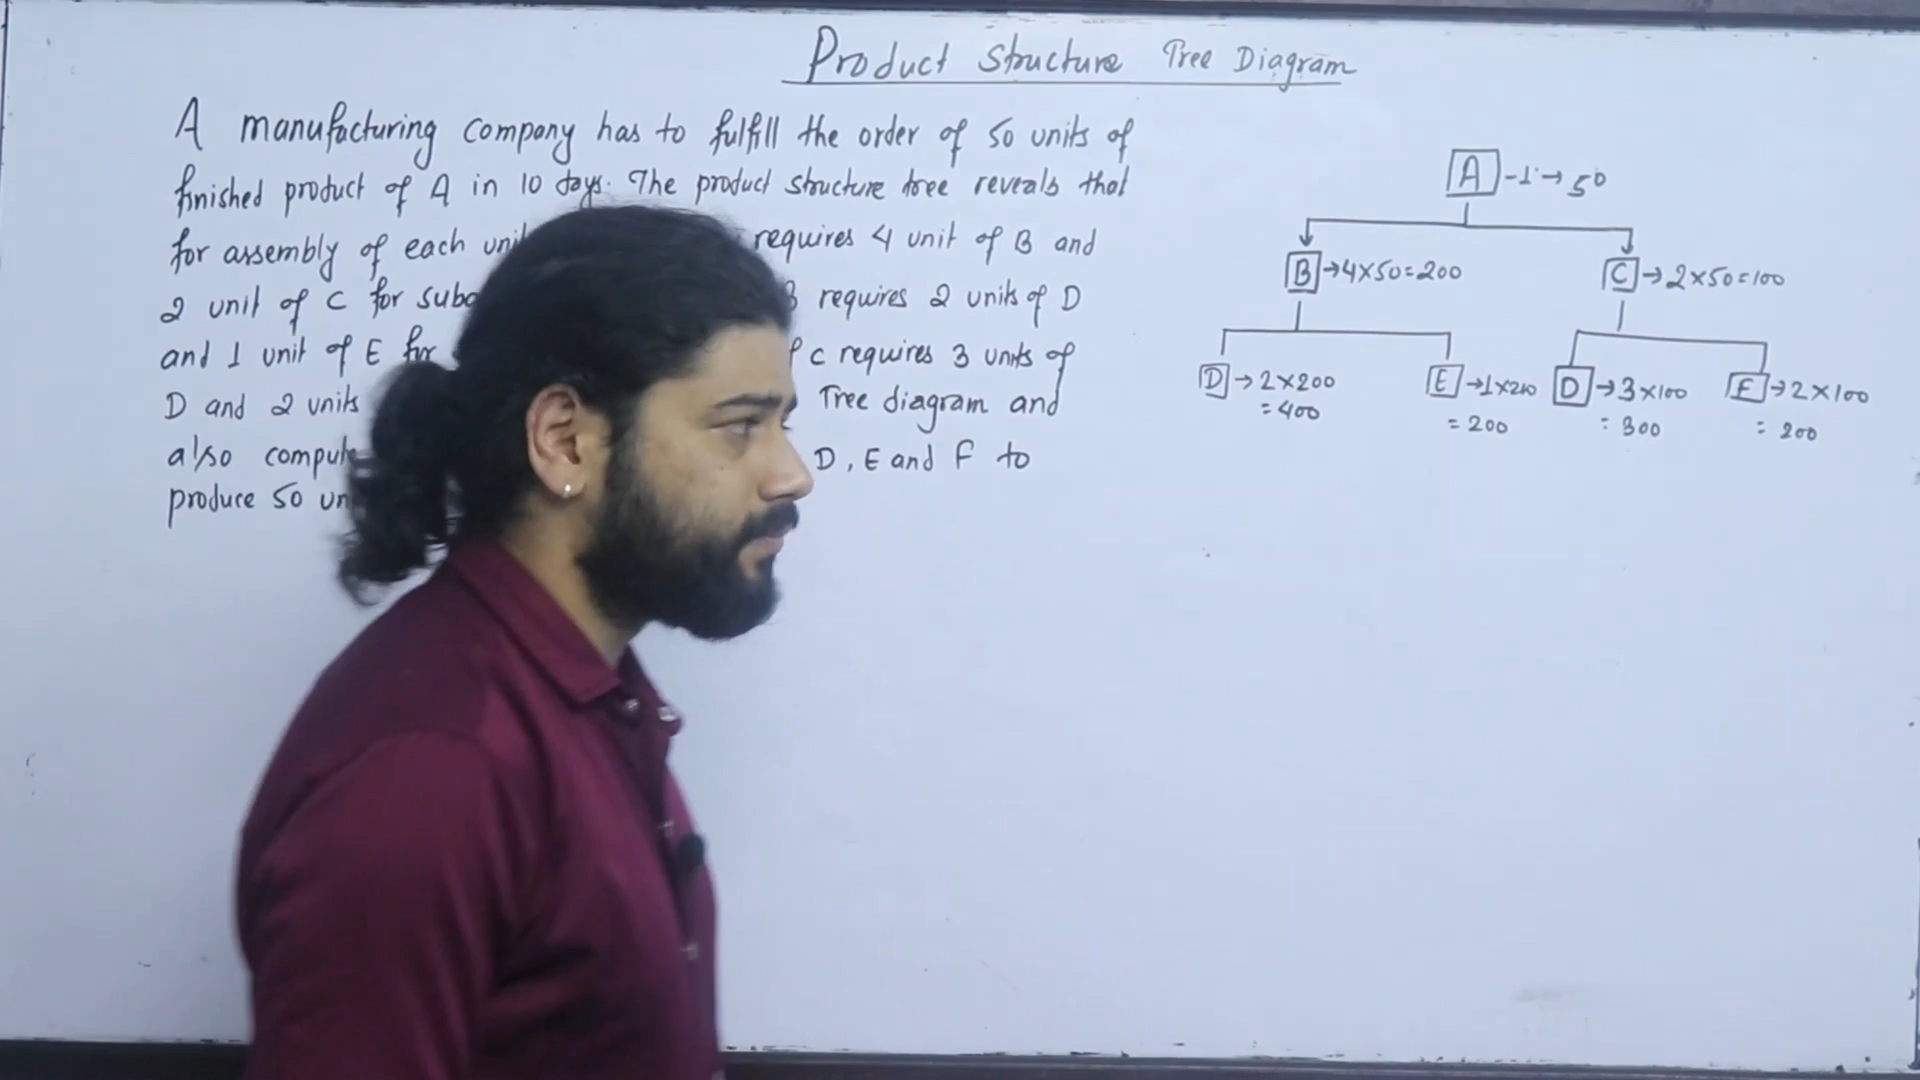 Product Structure Tree Diagram
A manufacturing company has to fulfill the order of 50 units of
finished product of A in 10 days. The product structure tree reveals that
for assembly of each requires 4 unit of B and
2 unit of C for requires 2 units of D
and 1 unit of E for c requires 3 units of
D and 2 units Tree diagram and
also D, E and F to
produce 50
A -1 → 50
B → 4×50=200
C → 2×50=100
D → 2×200
= 400
E → 1×200
= 200
D → 3×100
= 300
F → 2×100
= 200